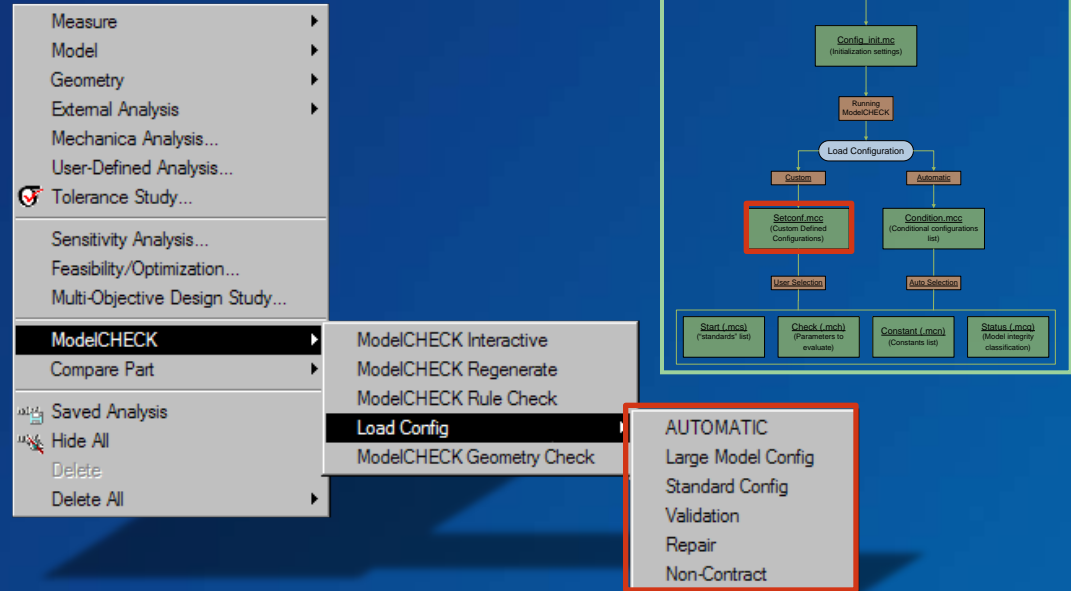 Measure
Model
Geometry
External Analysis
Mechanica Analysis...
User-Defined Analysis...
Tolerance Study...
Sensitivity Analysis...
Feasibility/Optimization...
Multi-Objective Design Study...
ModelCHECK
Compare Part
Saved Analysis
Hide All
Delete
Delete All
ModelCHECK Interactive
ModelCHECK Regenerate
ModelCHECK Rule Check
Load Config
ModelCHECK Geometry Check
AUTOMATIC
Large Model Config
Standard Config
Validation
Repair
Non-Contract
Config_init.mc
(Initialization settings)
Running
ModelCHECK
Load Configuration
Custom
Automatic
Setconf.mcc
(Custom Defined
Configurations)
Condition.mcc
(Conditional configurations
list)
User Selection
Auto Selection
Start (.mcs)
("standards" list)
Check (.mch)
(Parameters to
evaluate)
Constant (.mcn)
(Constants list)
Status (.mcq)
(Model integrity
classification)